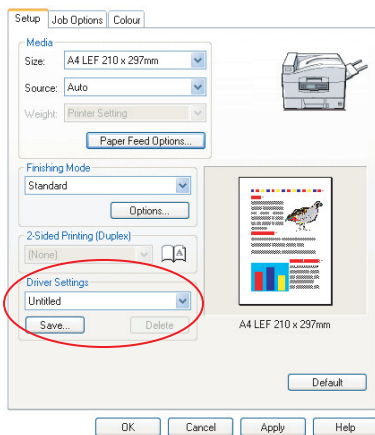 Setup Job Options Colour
Media
Size: A4 LEF 210 x 297mm
Source: Auto
Weight: Printer Setting
Paper Feed Options...
Finishing Mode
Standard
Options...
2-Sided Printing (Duplex)
(None)
A
Driver Settings
Untitled
Save... Delete
A4 LEF 210 x 297mm
Default
OK Cancel Apply Help